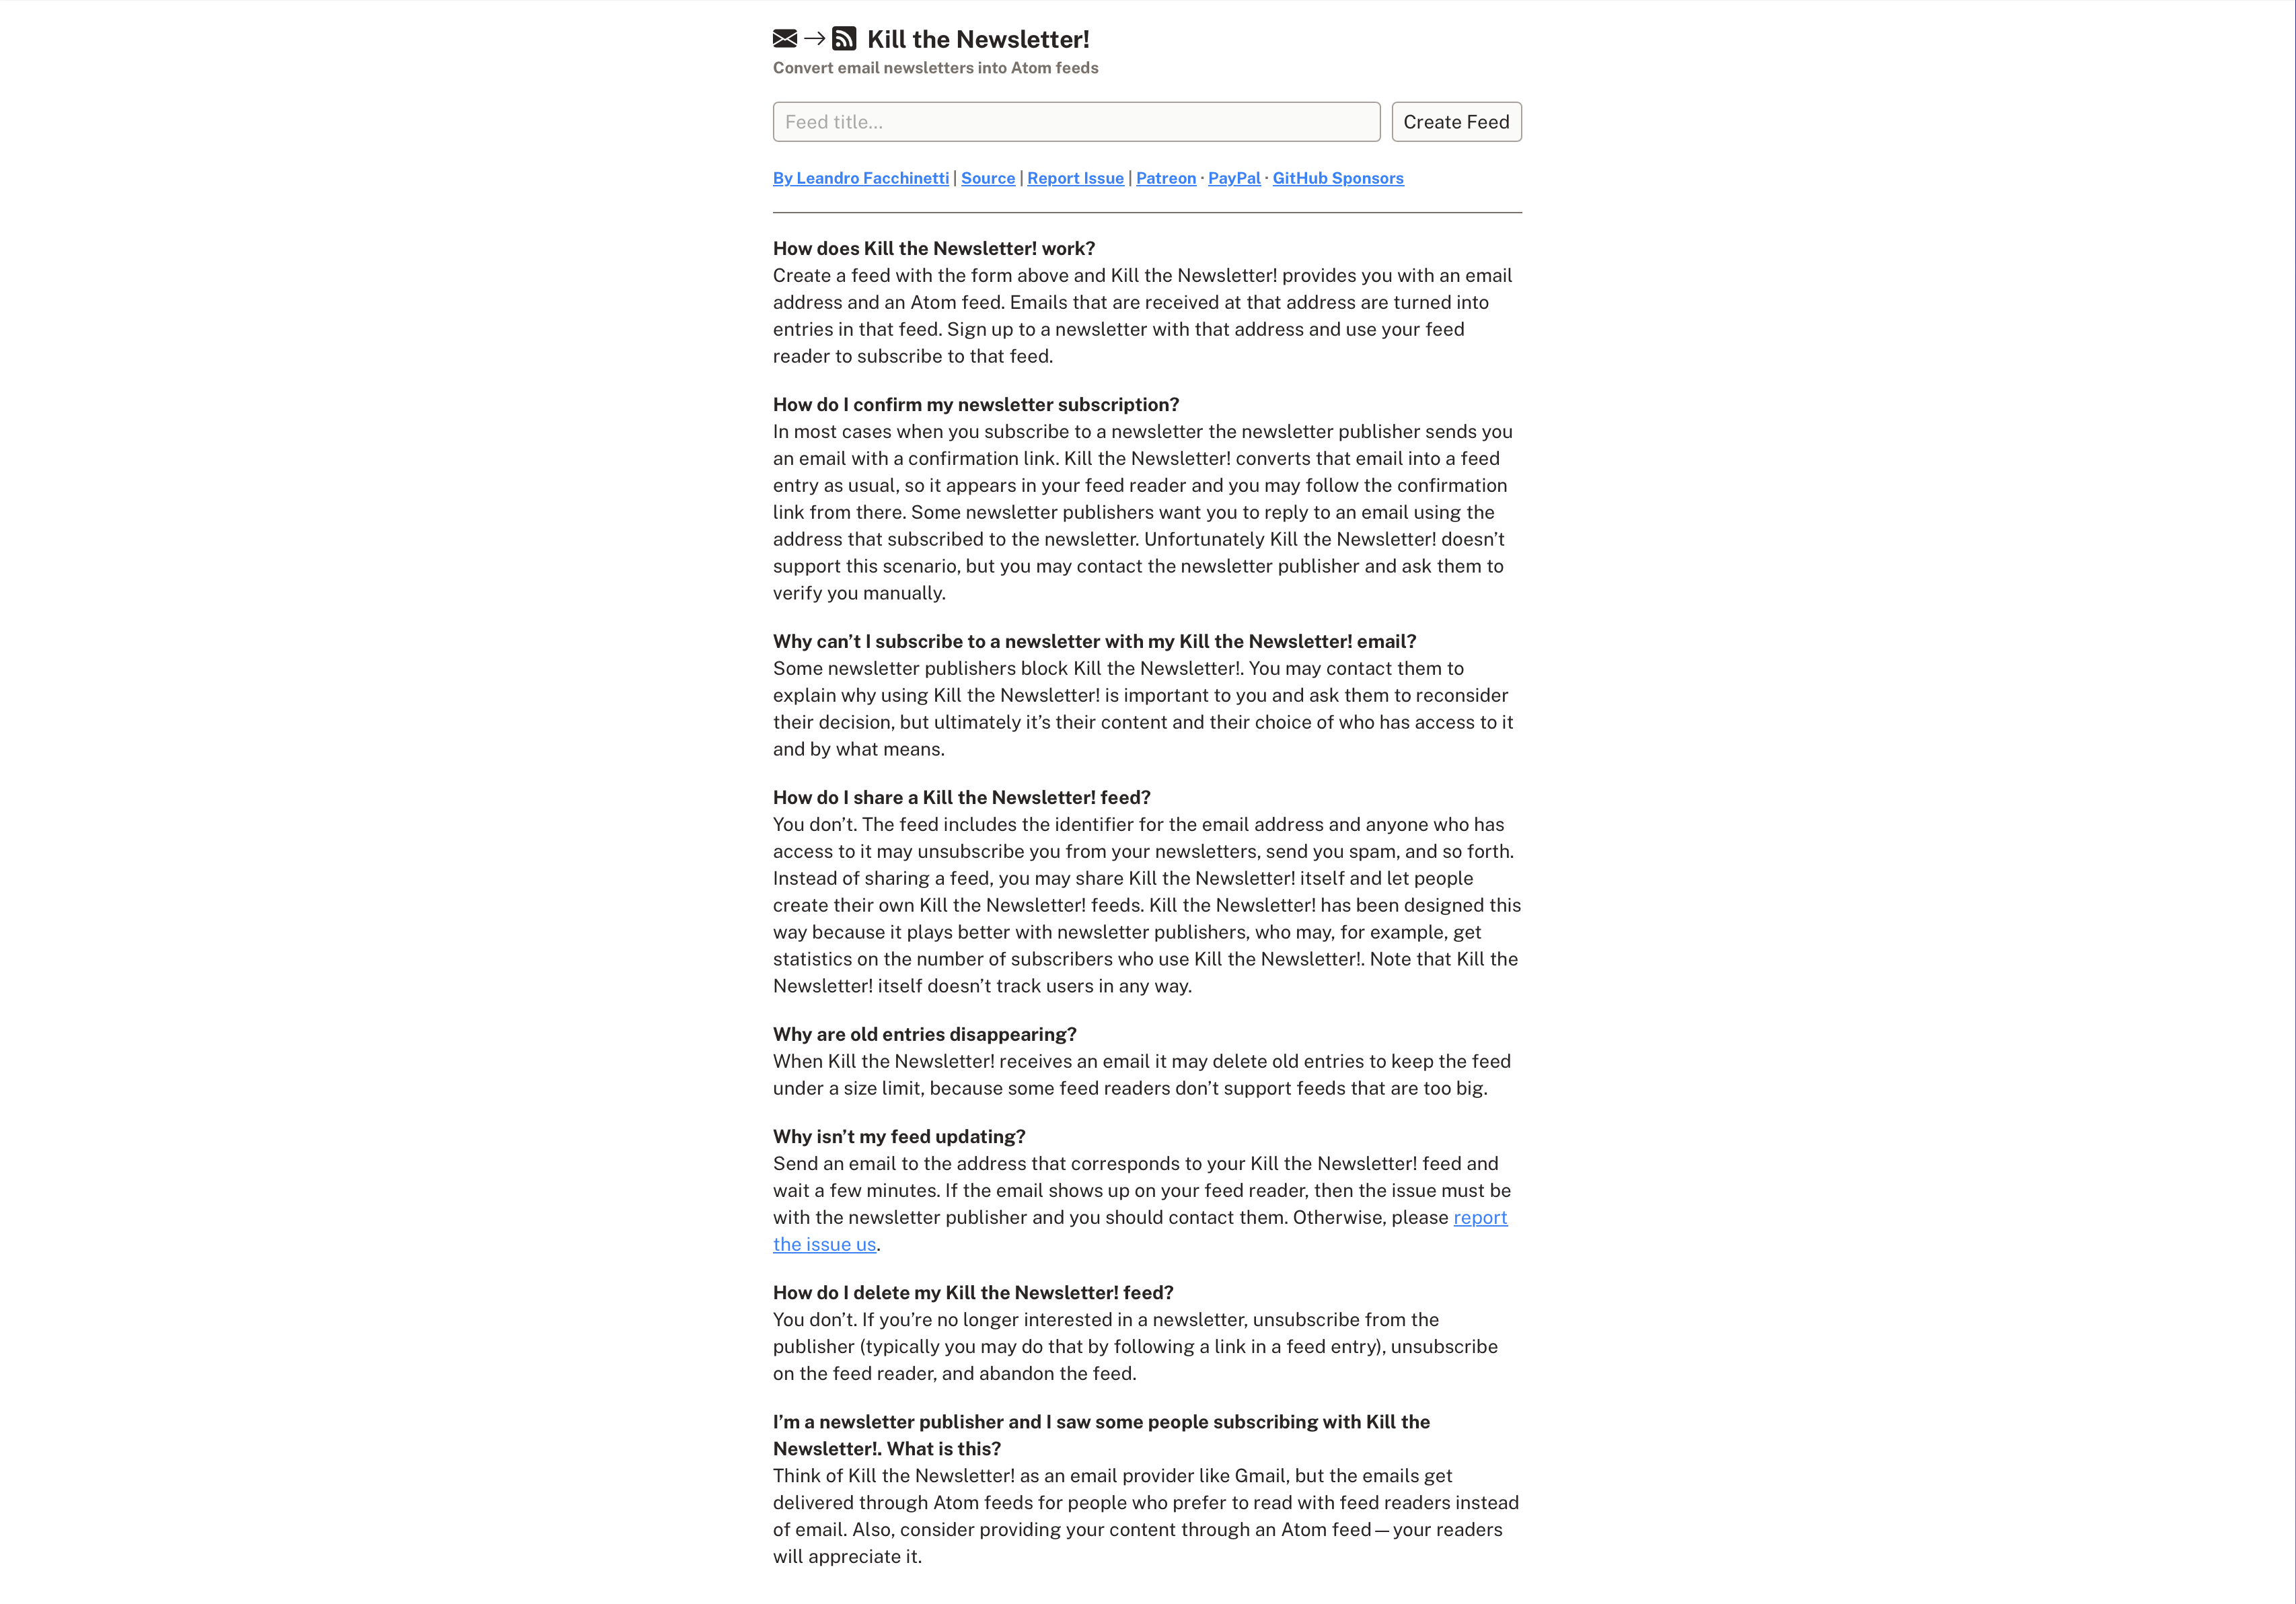 Kill the Newsletter!
Convert email newsletters into Atom feeds
Feed title…
Create Feed
By Leandro Facchinetti | Source | Report Issue | Patreon · PayPal · GitHub Sponsors
How does Kill the Newsletter! work?
Create a feed with the form above and Kill the Newsletter! provides you with an email
address and an Atom feed. Emails that are received at that address are turned into
entries in that feed. Sign up to a newsletter with that address and use your feed
reader to subscribe to that feed.
How do I confirm my newsletter subscription?
In most cases when you subscribe to a newsletter the newsletter publisher sends you
an email with a confirmation link. Kill the Newsletter! converts that email into a feed
entry as usual, so it appears in your feed reader and you may follow the confirmation
link from there. Some newsletter publishers want you to reply to an email using the
address that subscribed to the newsletter. Unfortunately Kill the Newsletter! doesn’t
support this scenario, but you may contact the newsletter publisher and ask them to
verify you manually.
Why can’t I subscribe to a newsletter with my Kill the Newsletter! email?
Some newsletter publishers block Kill the Newsletter!. You may contact them to
explain why using Kill the Newsletter! is important to you and ask them to reconsider
their decision, but ultimately it’s their content and their choice of who has access to it
and by what means.
How do I share a Kill the Newsletter! feed?
You don’t. The feed includes the identifier for the email address and anyone who has
access to it may unsubscribe you from your newsletters, send you spam, and so forth.
Instead of sharing a feed, you may share Kill the Newsletter! itself and let people
create their own Kill the Newsletter! feeds. Kill the Newsletter! has been designed this
way because it plays better with newsletter publishers, who may, for example, get
statistics on the number of subscribers who use Kill the Newsletter!. Note that Kill the
Newsletter! itself doesn’t track users in any way.
Why are old entries disappearing?
When Kill the Newsletter! receives an email it may delete old entries to keep the feed
under a size limit, because some feed readers don’t support feeds that are too big.
Why isn’t my feed updating?
Send an email to the address that corresponds to your Kill the Newsletter! feed and
wait a few minutes. If the email shows up on your feed reader, then the issue must be
with the newsletter publisher and you should contact them. Otherwise, please report
the issue us.
How do I delete my Kill the Newsletter! feed?
You don’t. If you’re no longer interested in a newsletter, unsubscribe from the
publisher (typically you may do that by following a link in a feed entry), unsubscribe
on the feed reader, and abandon the feed.
I’m a newsletter publisher and I saw some people subscribing with Kill the
Newsletter!. What is this?
Think of Kill the Newsletter! as an email provider like Gmail, but the emails get
delivered through Atom feeds for people who prefer to read with feed readers instead
of email. Also, consider providing your content through an Atom feed—your readers
will appreciate it.